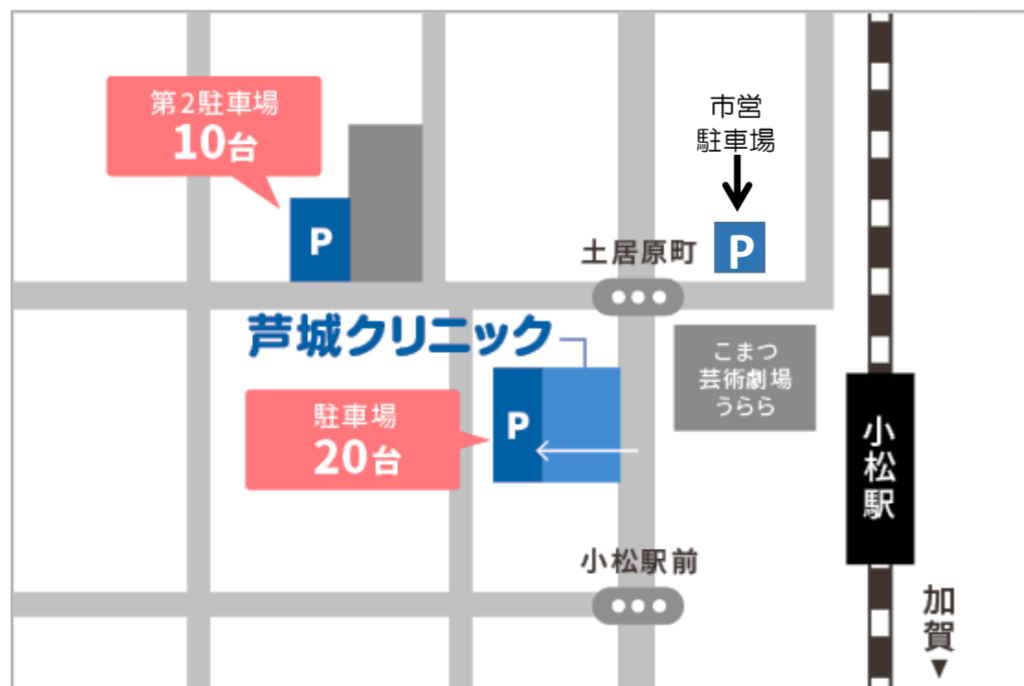 第2駐車場
10台
市営
駐車場
P
P
土居原町
芦城クリニック
こまつ
芸術劇場
うらら
駐車場
20台
P
小松駅
小松駅前
加賀
▼